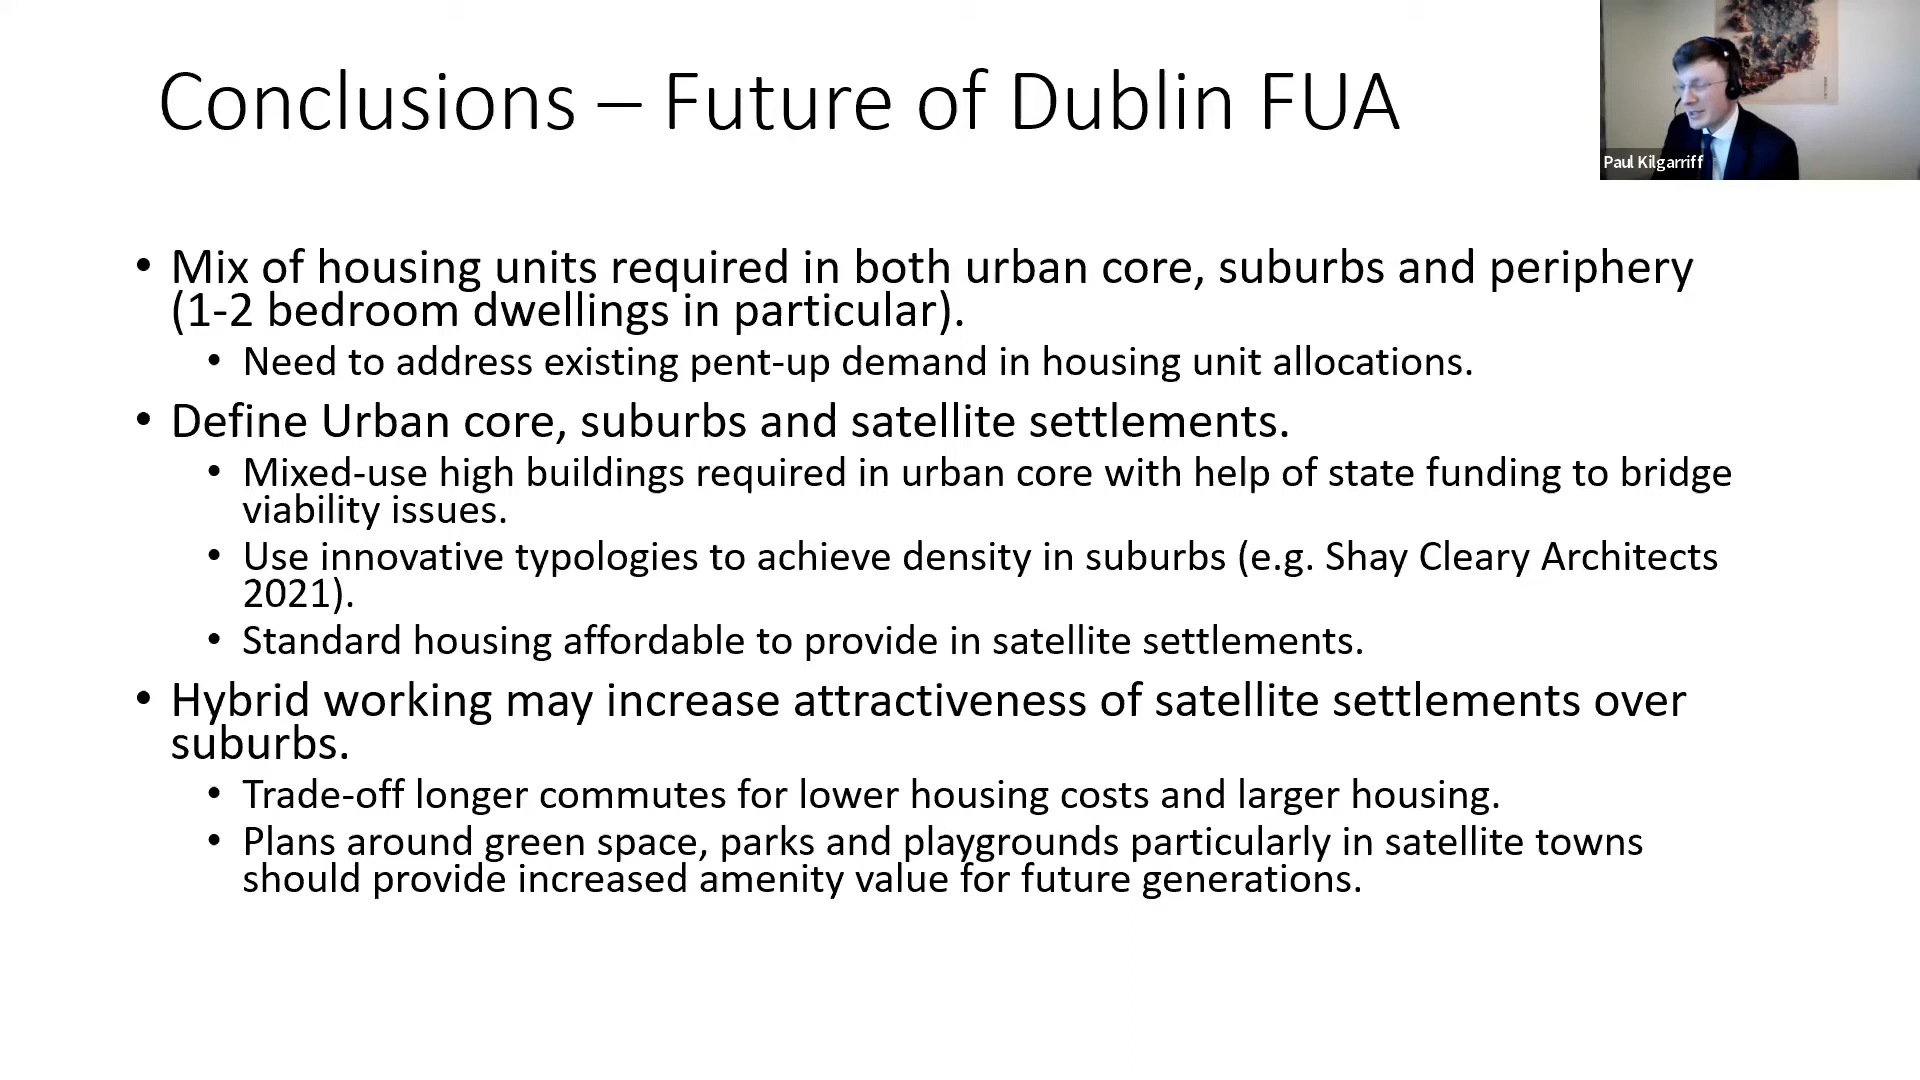 Conclusions – Future of Dublin FUA
Paul Kilgarriff
• Mix of housing units required in both urban core, suburbs and periphery
(1-2 bedroom dwellings in particular).
• Need to address existing pent-up demand in housing unit allocations.
• Define Urban core, suburbs and satellite settlements.
• Mixed-use high buildings required in urban core with help of state funding to bridge
viability issues.
• Use innovative typologies to achieve density in suburbs (e.g. Shay Cleary Architects
2021).
• Standard housing affordable to provide in satellite settlements.
• Hybrid working may increase attractiveness of satellite settlements over
suburbs.
• Trade-off longer commutes for lower housing costs and larger housing.
• Plans around green space, parks and playgrounds particularly in satellite towns
should provide increased amenity value for future generations.